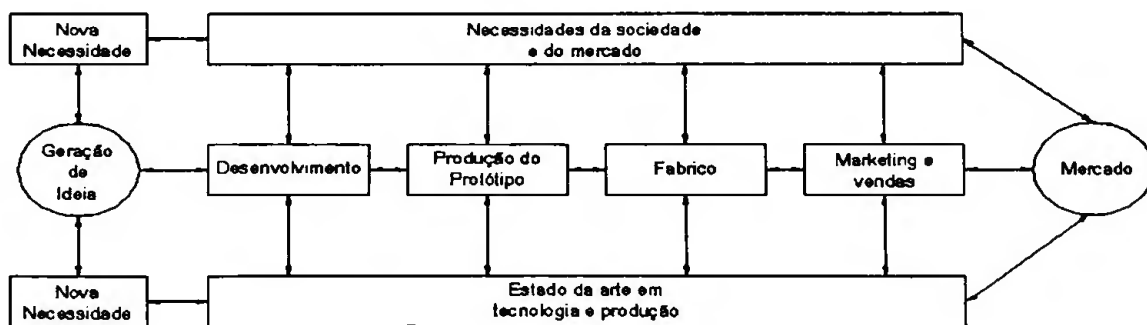 Nova
Necessidade
Necessidades da sociedade
e do mercado
Geração
de
Ideia
Desenvolvimento
Produção do
Protótipo
Fabrico
Marketing e
vendas
Mercado
Nova
Necessidade
Estado da arte em
tecnologia e produção